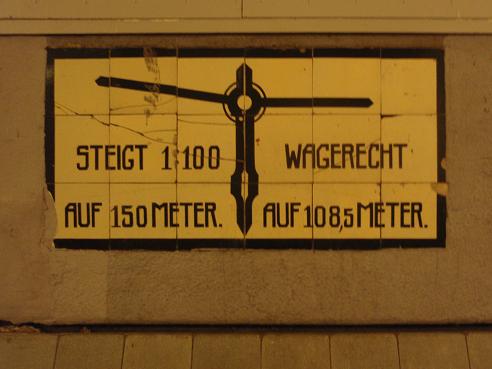 STEIGT 1:100
AUF 150 METER.
WAGERECHT
AUF 108,5 METER.